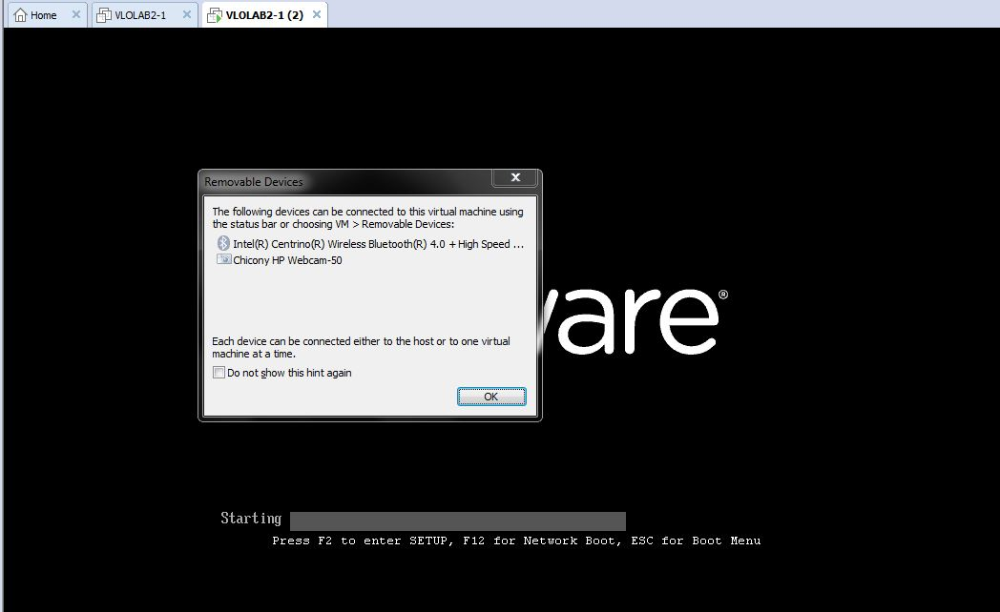 Home
VLOLAB2-1
VLOLAB2-1 (2)
Removable Devices
The following devices can be connected to this virtual machine using
the status bar or choosing VM > Removable Devices:
Intel(R) Centrino(R) Wireless Bluetooth(R) 4.0 + High Speed ...
Chicony HP Webcam-50
Each device can be connected either to the host or to one virtual
machine at a time.
Do not show this hint again
OK
ware®
Starting
Press F2 to enter SETUP, F12 for Network Boot, ESC for Boot Menu